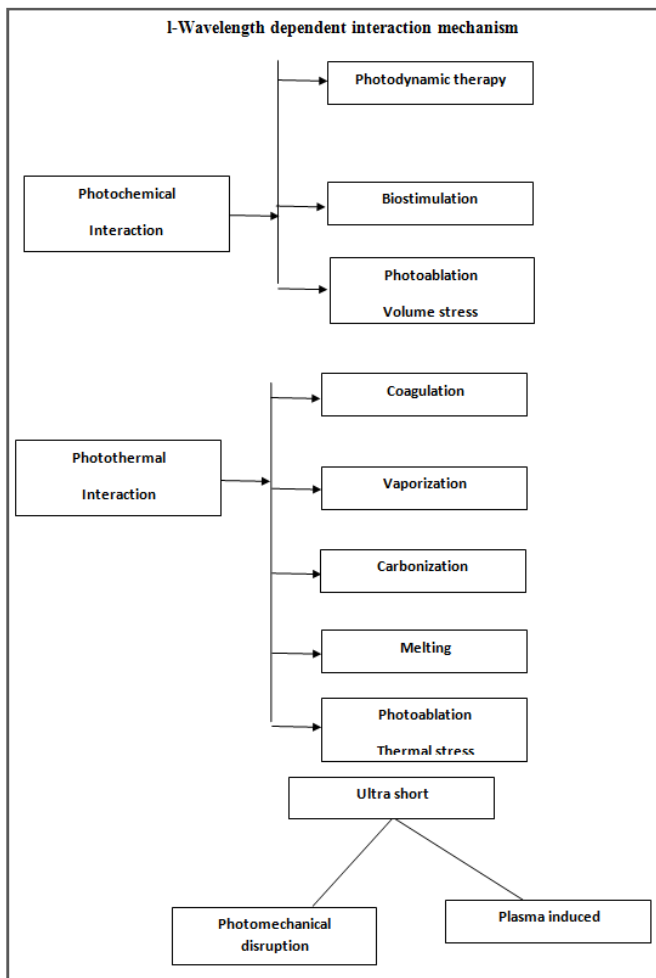 l-Wavelength dependent interaction mechanism
Photodynamic therapy
Photochemical
Interaction
Biostimulation
Photoablation
Volume stress
Coagulation
Photothermal
Interaction
Vaporization
Carbonization
Melting
Photoablation
Thermal stress
Ultra short
Photomechanical
disruption
Plasma induced